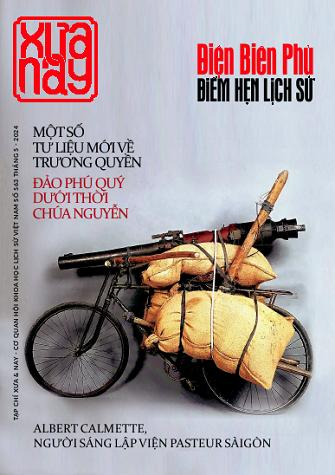 XƯA
NAY
Điện Biên Phủ
ĐIỂM HẸN LỊCH SỬ
MỘT SỐ
TƯ LIỆU MỚI VỀ
TRƯƠNG QUYỀN
ĐẢO PHÚ QUÝ
DƯỚI THỜI
CHÚA NGUYỄN
TẠP CHÍ XƯA & NAY - CƠ QUAN HỘI KHOA HỌC LỊCH SỬ VIỆT NAM SỐ 563 THÁNG 5 - 2024
ALBERT CALMETTE,
NGƯỜI SÁNG LẬP VIỆN PASTEUR SÀIGÒN